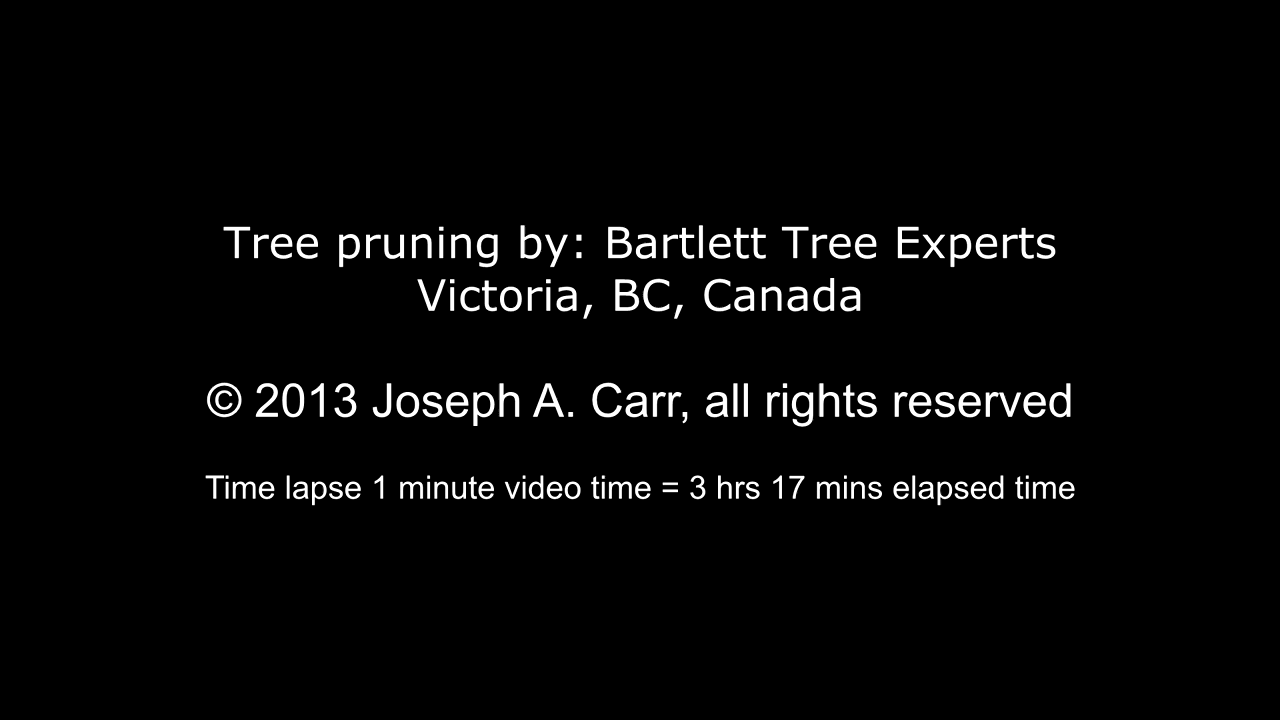 Tree pruning by: Bartlett Tree Experts
Victoria, BC, Canada
© 2013 Joseph A. Carr, all rights reserved
Time lapse 1 minute video time = 3 hrs 17 mins elapsed time